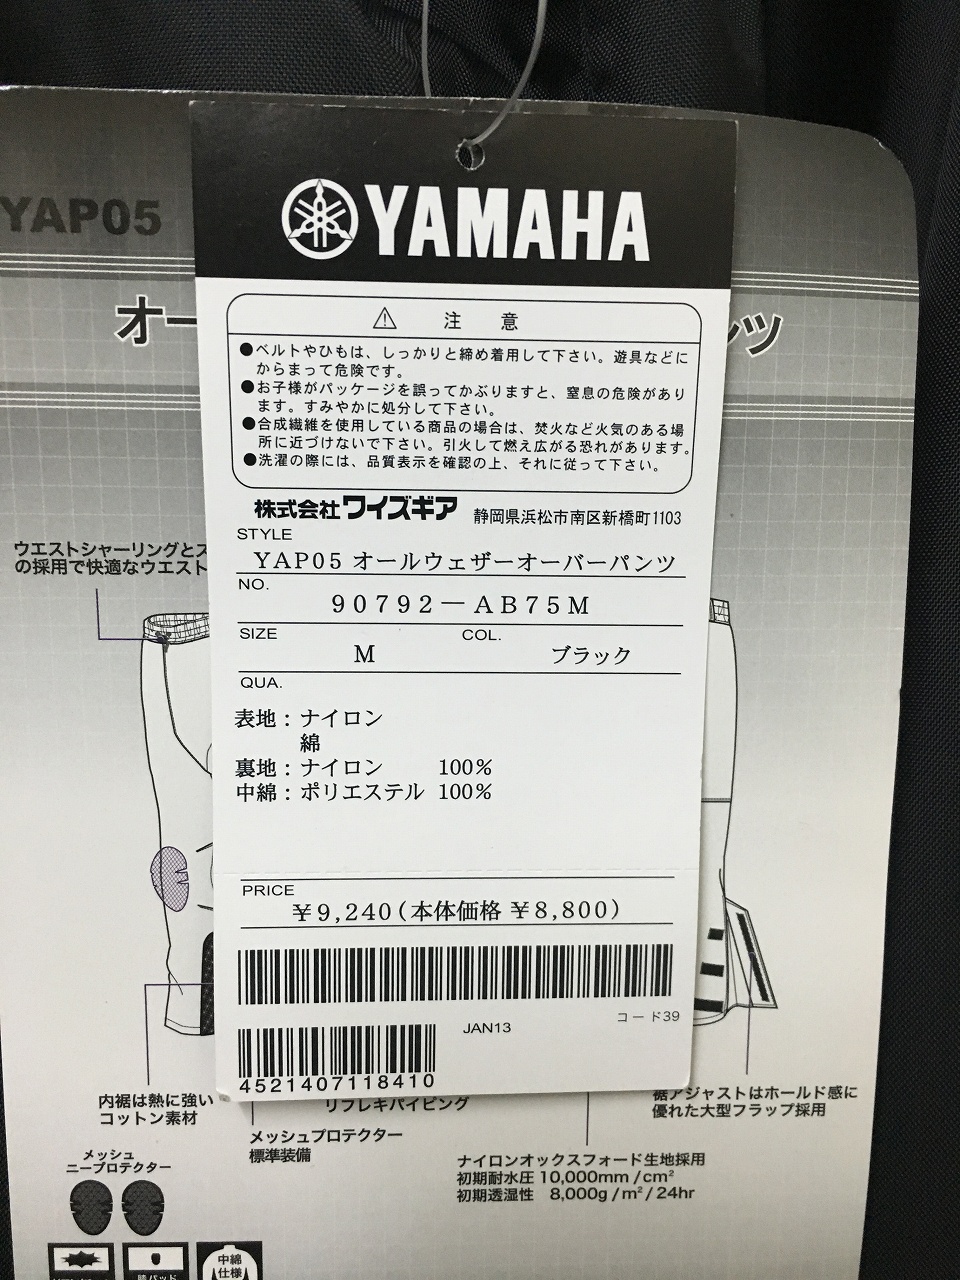 YAP05
YAMAHA
注 意
●ベルトやひもは、しっかりと締め着用して下さい。遊具などに
からまって危険です。
●お子様がパッケージを誤ってかぶりますと、窒息の危険があり
ます。すみやかに処分して下さい。
●合成繊維を使用している商品の場合は、焚火など火気のある場
所に近づけないで下さい。引火して燃え広がる恐れがあります。
●洗濯の際には、品質表示を確認の上、それに従って下さい。
株式会社ワイズギア 静岡県浜松市南区新橋町1103
STYLE
YAP05 オールウェザーオーバーパンツ
NO.
90792－AB75M
SIZE COL.
M ブラック
QUA.
表地：ナイロン
綿
裏地：ナイロン 100%
中綿：ポリエステル 100%
PRICE
￥9,240(本体価格 ￥8,800)
コード39
JAN13
4521407118410
オー
ンツ
ウエストシャーリングとス
の採用で快適なウエスト
内裾は熱に強い
コットン素材
リフレキパイピング
メッシュプロテクター
標準装備
裾アジャストはホールド感に
優れた大型フラップ採用
ナイロンオックスフォード生地採用
初期耐水圧 10,000mm/cm²
初期透湿性 8,000g/m²/24hr
メッシュ
ニープロテクター
膝パッド
中綿
仕様